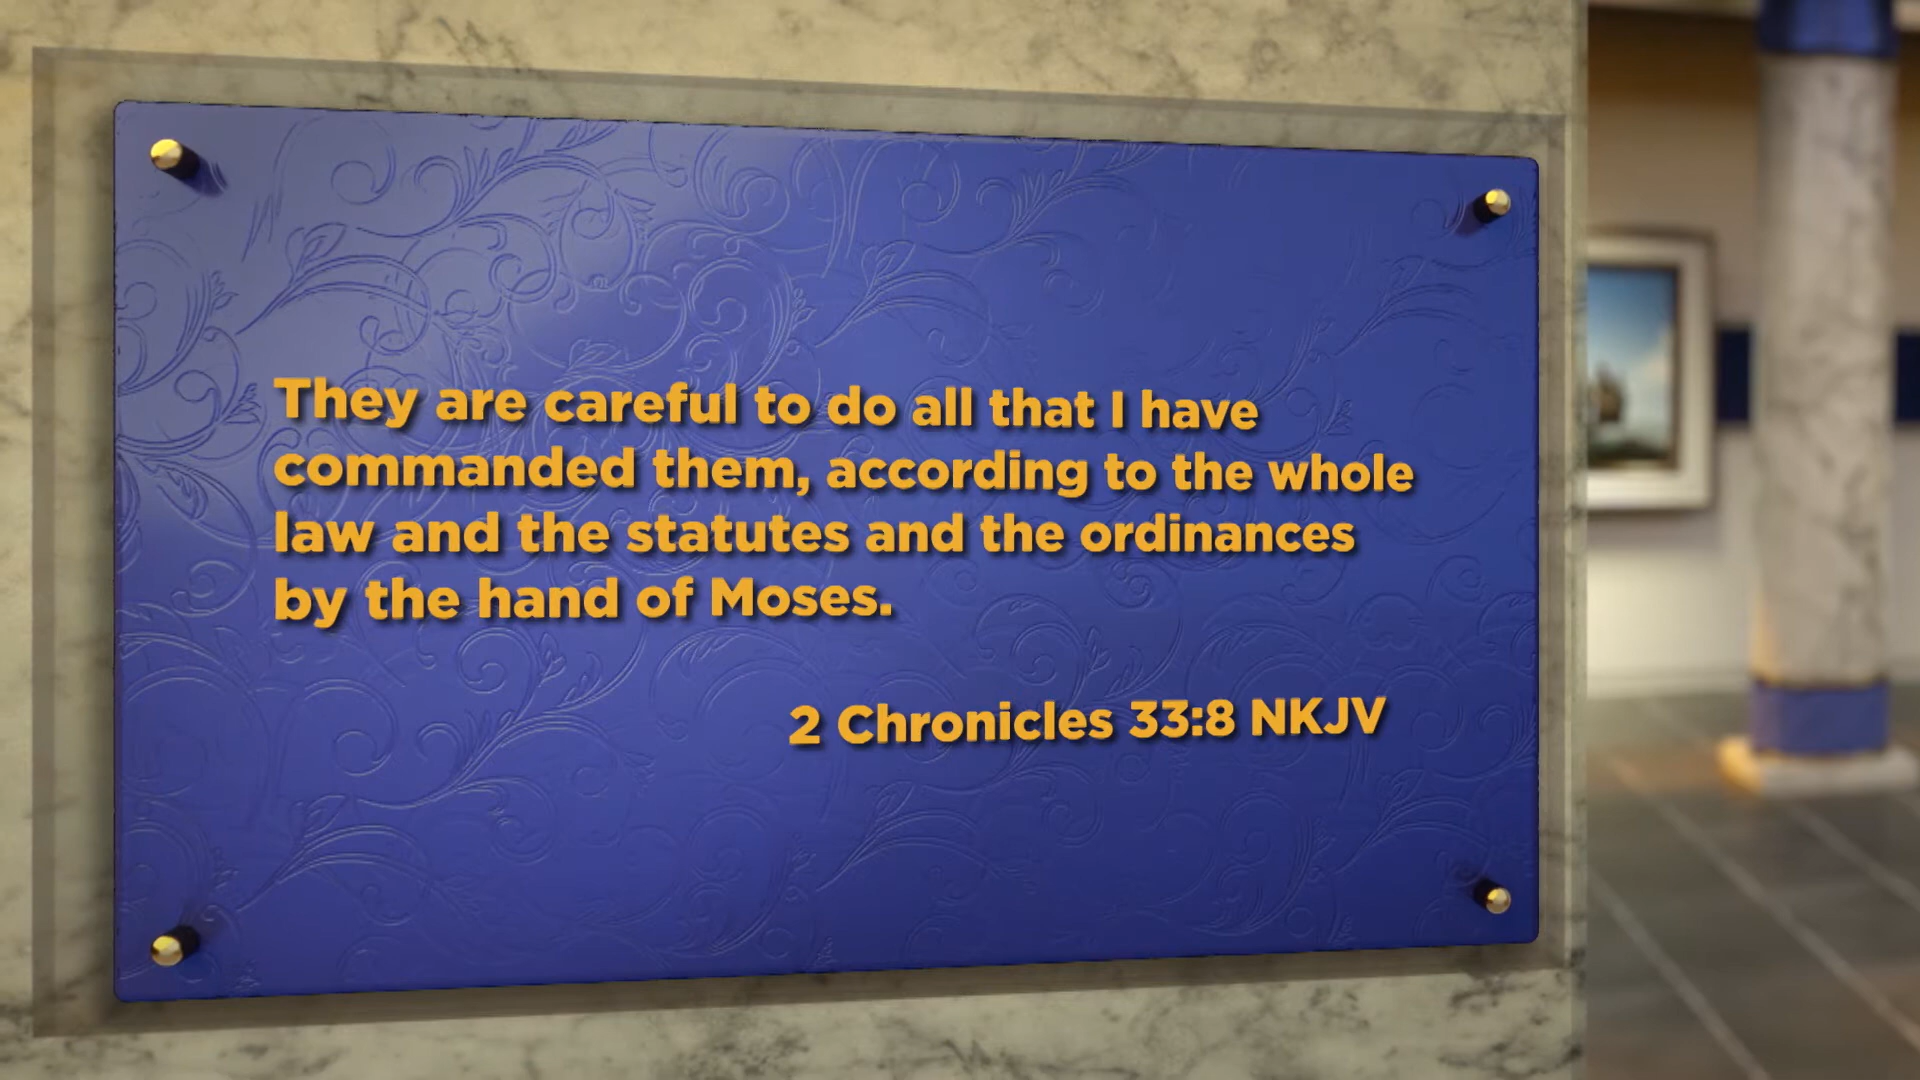 They are careful to do all that I have
commanded them, according to the whole
law and the statutes and the ordinances
by the hand of Moses.
2 Chronicles 33:8 NKJV